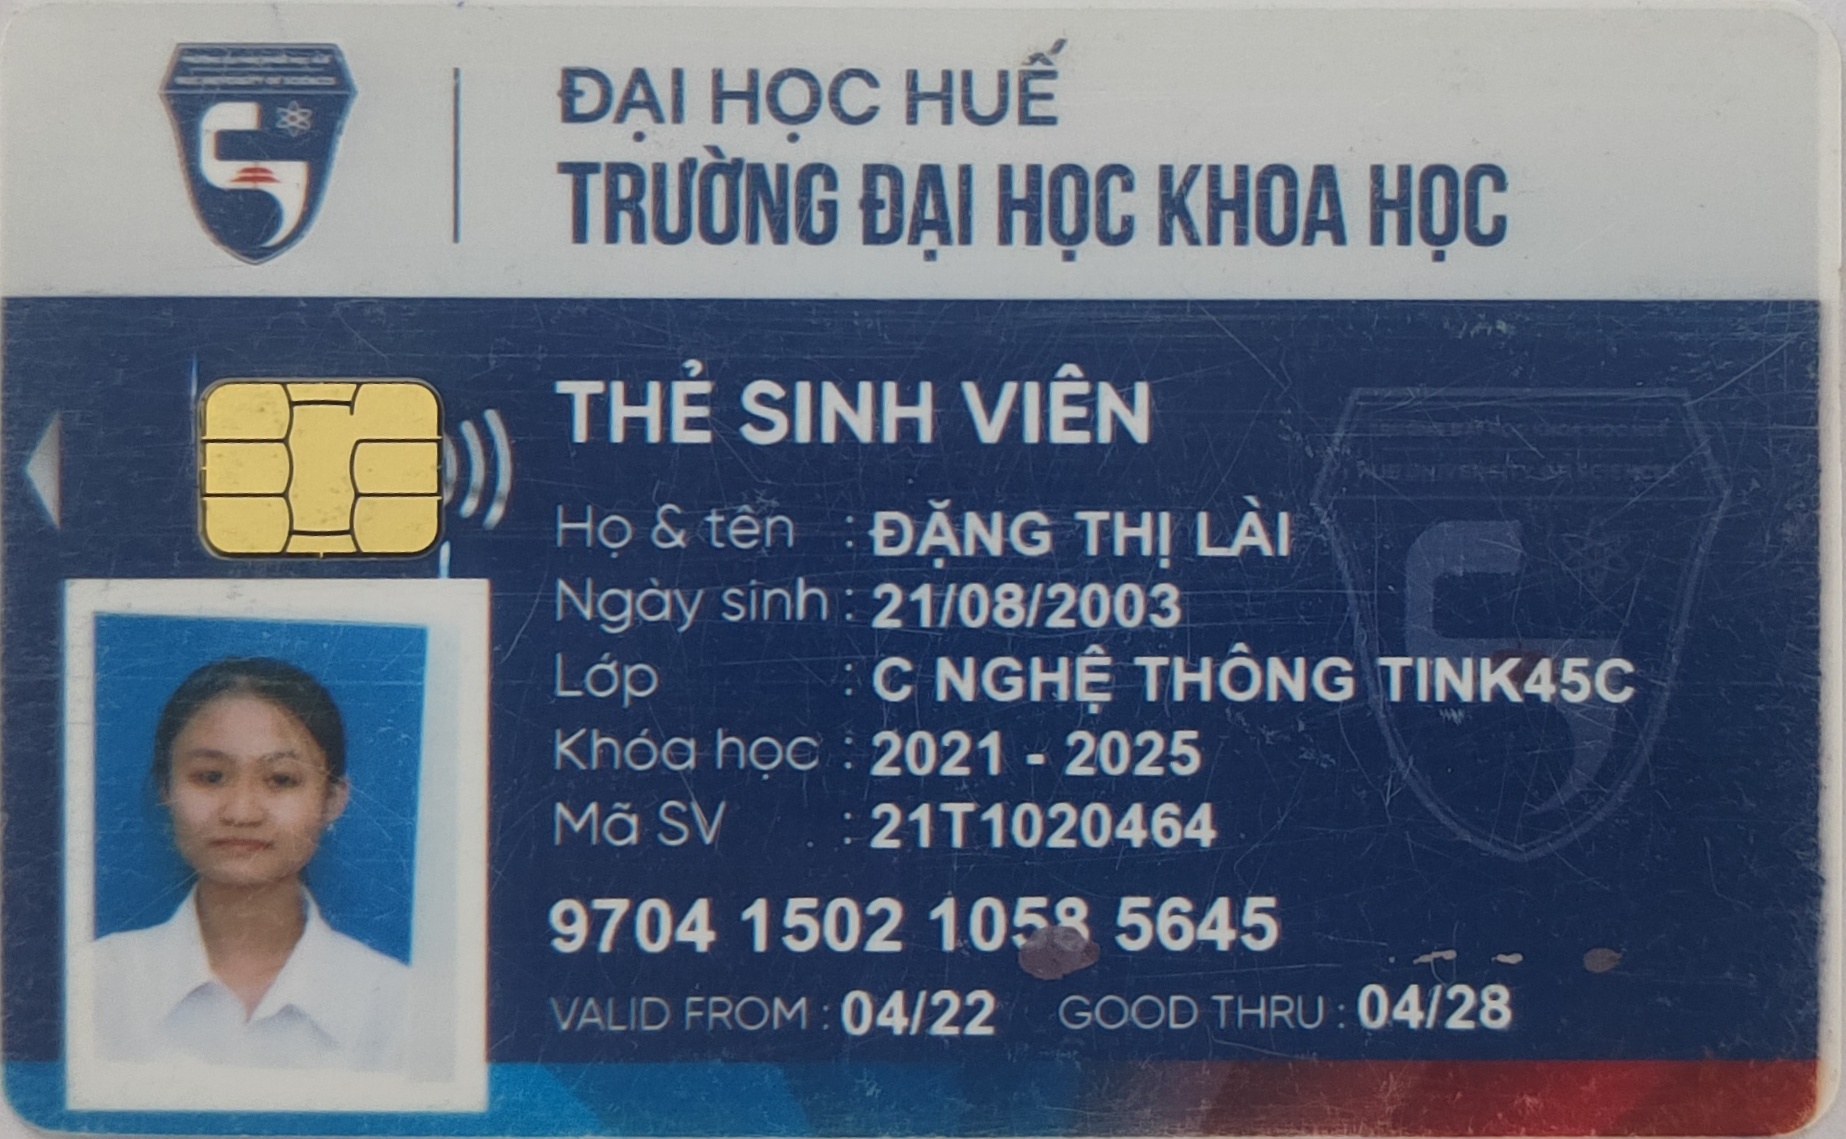 ĐẠI HỌC HUẾ
TRƯỜNG ĐẠI HỌC KHOA HỌC
THẺ SINH VIÊN
Họ & tên : ĐẶNG THỊ LÀI
Ngày sinh : 21/08/2003
Lớp : C NGHỆ THÔNG TINK45C
Khóa học : 2021 - 2025
Mã SV : 21T1020464
9704 1502 1058 5645
VALID FROM : 04/22 GOOD THRU : 04/28